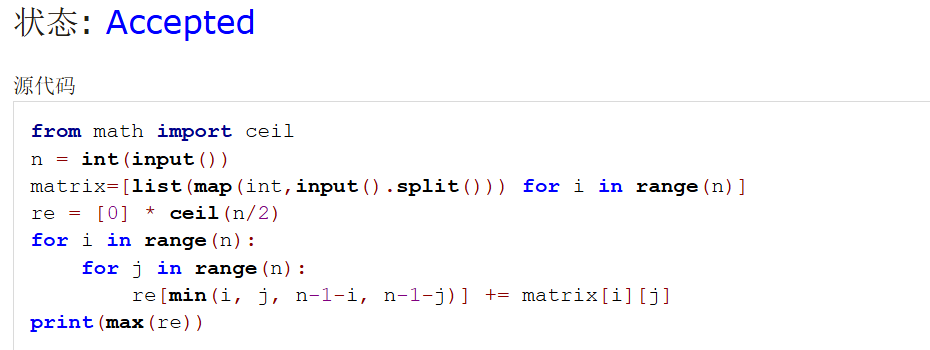 状态: Accepted
源代码
from math import ceil
n = int(input())
matrix=[list(map(int,input().split())) for i in range(n)]
re = [0] * ceil(n/2)
for i in range(n):
    for j in range(n):
        re[min(i, j, n-1-i, n-1-j)] += matrix[i][j]
print(max(re))